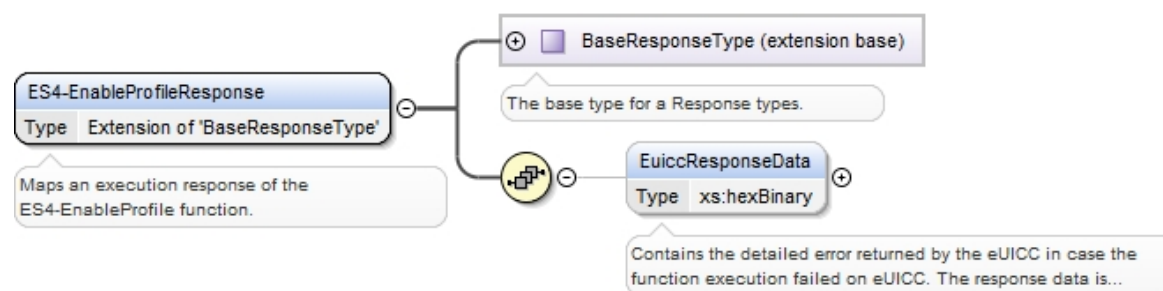 BaseResponseType (extension base)
The base type for a Response types.
ES4-EnableProfileResponse
Type Extension of 'BaseResponseType'
Maps an execution response of the
ES4-EnableProfile function.
EuiccResponseData
Type xs:hexBinary
Contains the detailed error returned by the eUICC in case the
function execution failed on eUICC. The response data is...